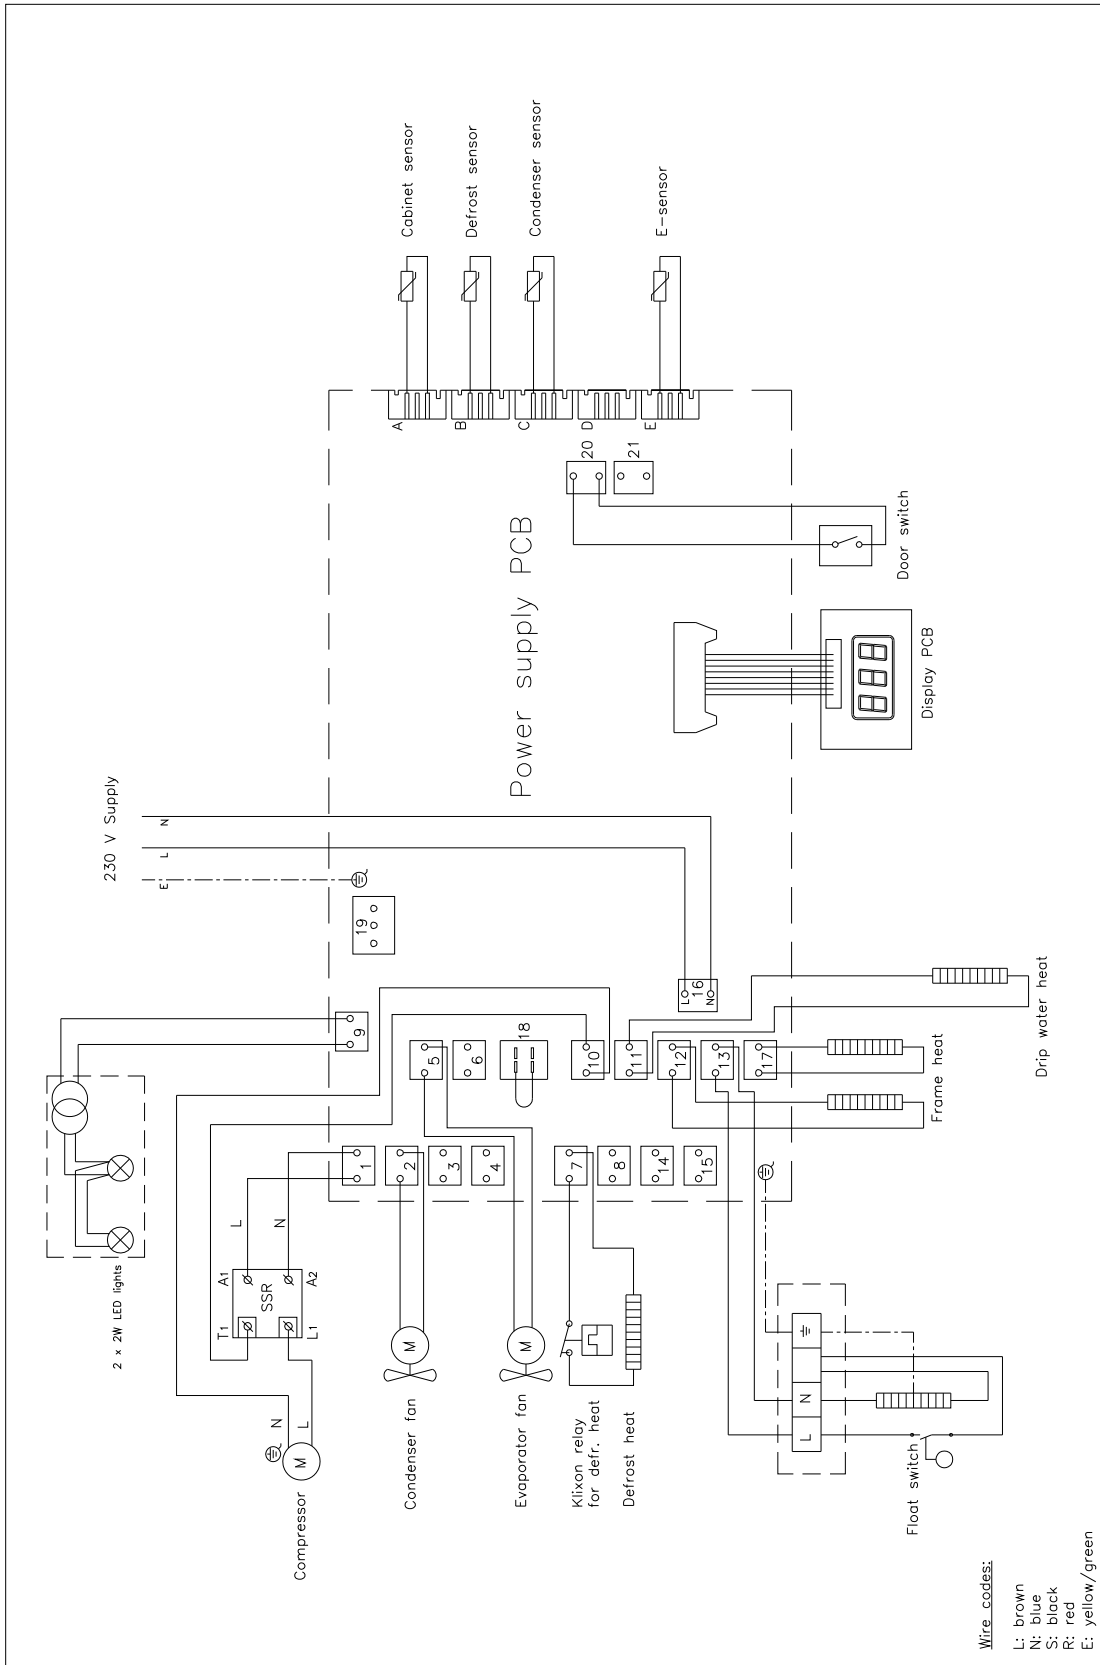 Compressor
M
N
L
T1
A1
SSR
L1
A2
L
N
2 x 2W LED lights
230 V Supply
E
L
N
Condenser fan
M
Evaporator fan
M
Klixon relay
for defr. heat
Defrost heat
1
2
3
4
7
8
14
15
9
5
6
18
10
11
12
13
17
19
L
N
16
Power supply PCB
20
21
A
B
C
D
E
Cabinet sensor
Defrost sensor
Condenser sensor
E-sensor
Door switch
Display PCB
Drip water heat
Frame heat
L
N
Float switch
Wire codes:
L: brown
N: blue
S: black
R: red
E: yellow/green